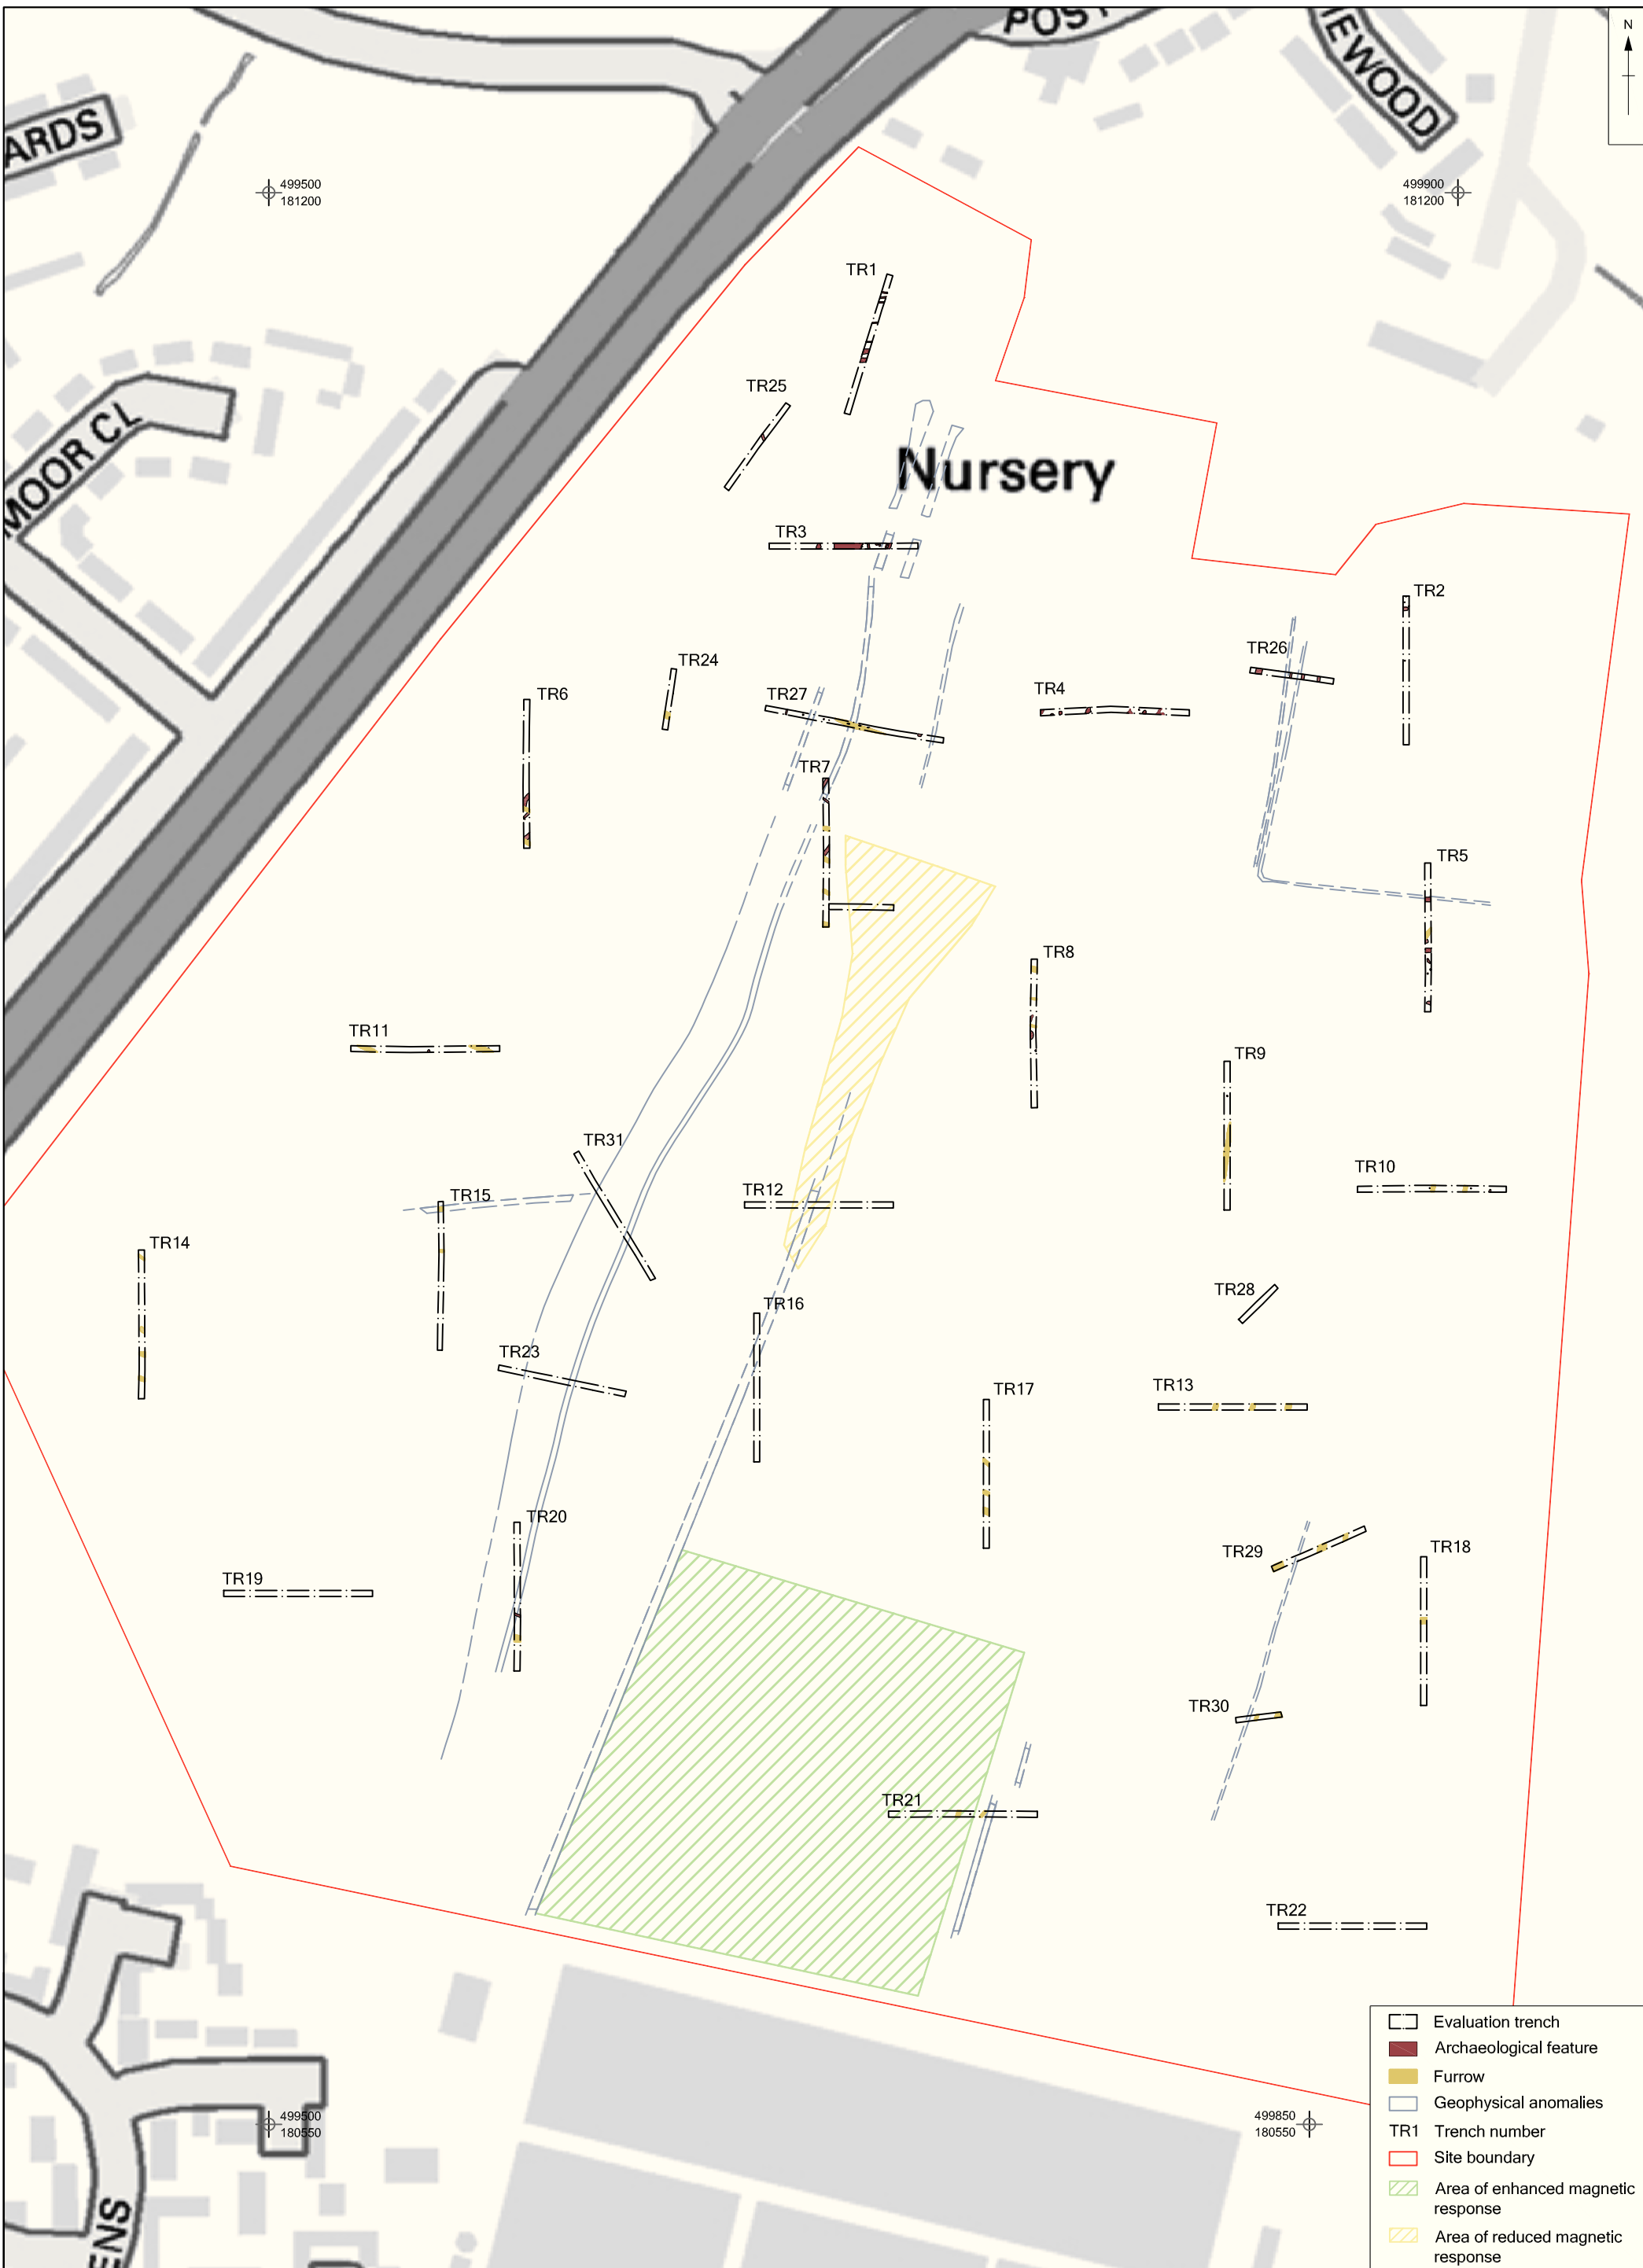 POST
IEWOOD
N
ARDS
499500
181200
499900
181200
TR1
TR25
MOOR CL
Nursery
TR3
TR2
TR26
TR24
TR4
TR6
TR27
TR7
TR5
TR8
TR11
TR9
TR31
TR10
TR12
TR15
TR14
TR28
TR16
TR23
TR13
TR17
TR20
TR29
TR18
TR19
TR30
TR21
TR22
499500
180550
499850
180550
ENS
Evaluation trench
Archaeological feature
Furrow
Geophysical anomalies
TR1 Trench number
Site boundary
Area of enhanced magnetic
response
Area of reduced magnetic
response